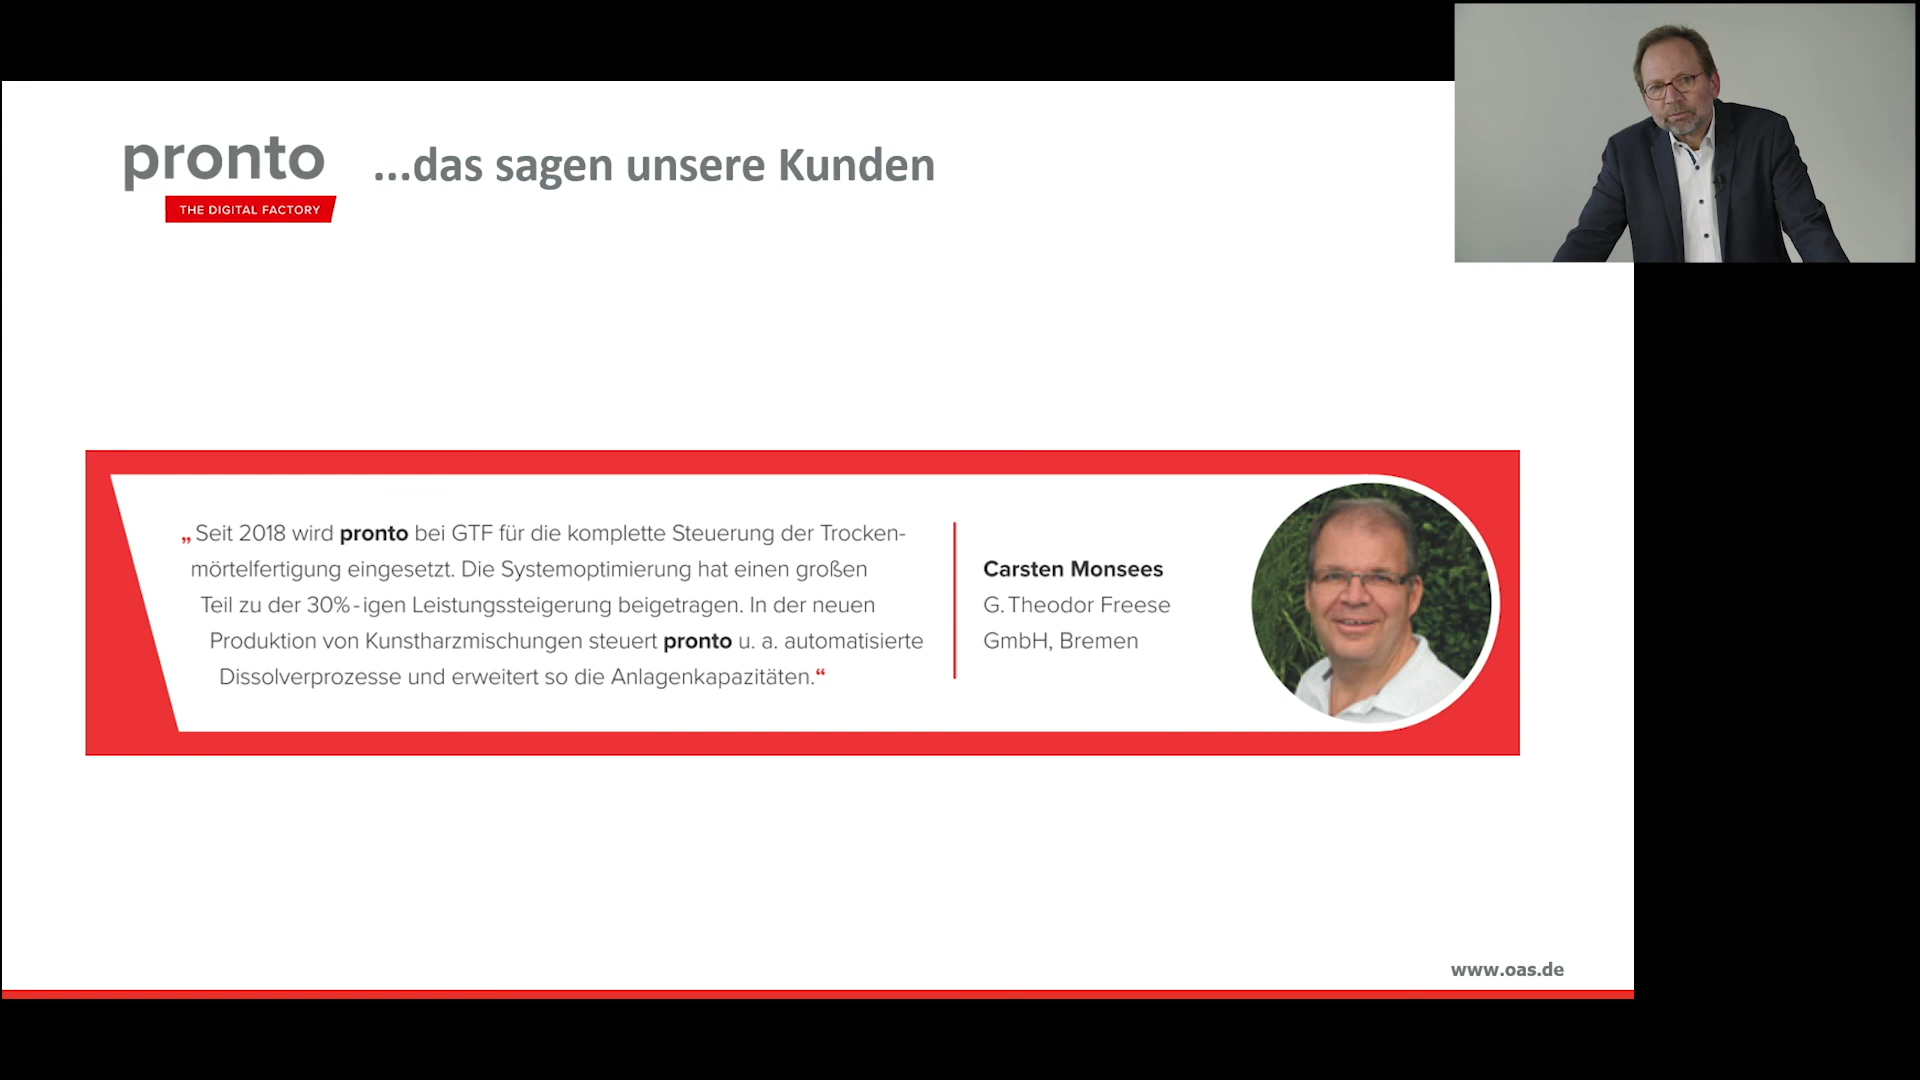 pronto
THE DIGITAL FACTORY
...das sagen unsere Kunden
„Seit 2018 wird pronto bei GTF für die komplette Steuerung der Trocken-
mörtelfertigung eingesetzt. Die Systemoptimierung hat einen großen
Teil zu der 30%-igen Leistungssteigerung beigetragen. In der neuen
Produktion von Kunstharzmischungen steuert pronto u. a. automatisierte
Dissolverprozesse und erweitert so die Anlagenkapazitäten.“
Carsten Monsees
G. Theodor Freese
GmbH, Bremen
www.oas.de